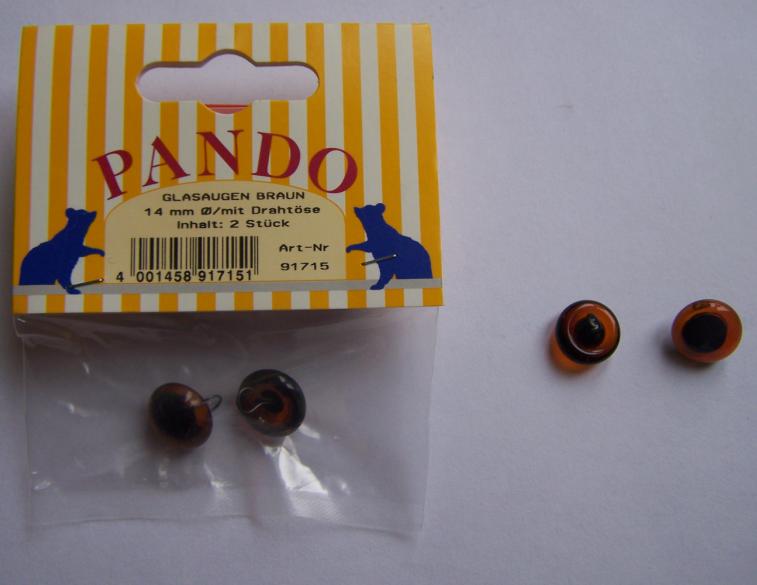 PANDO
GLASAUGEN BRAUN
14 mm Ø/mit Drahtöse
Inhalt: 2 Stück
Art-Nr
91715
4 001458 917151